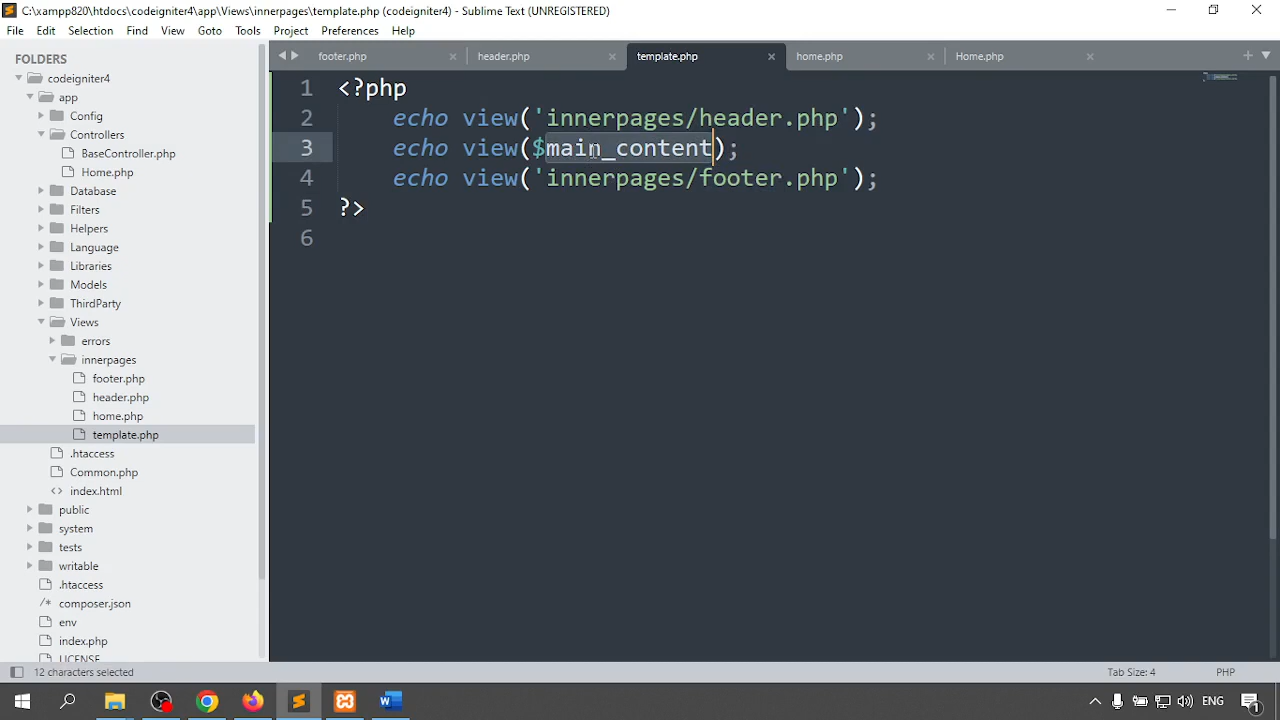 C:\xampp820\htdocs\codeigniter4\app\Views\innerpages\template.php (codeigniter4) - Sublime Text (UNREGISTERED)
File Edit Selection Find View Goto Tools Project Preferences Help
FOLDERS
codeigniter4
app
Config
Controllers
BaseController.php
Home.php
Database
Filters
Helpers
Language
Libraries
Models
ThirdParty
Views
errors
innerpages
footer.php
header.php
home.php
template.php
.htaccess
Common.php
<> index.html
public
system
tests
writable
.htaccess
/* composer.json
env
index.php
LICENSE
footer.php × header.php × template.php × home.php × Home.php × +
1 <?php
2 echo view('innerpages/header.php');
3 echo view($main_content);
4 echo view('innerpages/footer.php');
5 ?>
6
12 characters selected Tab Size: 4 PHP
ENG 1